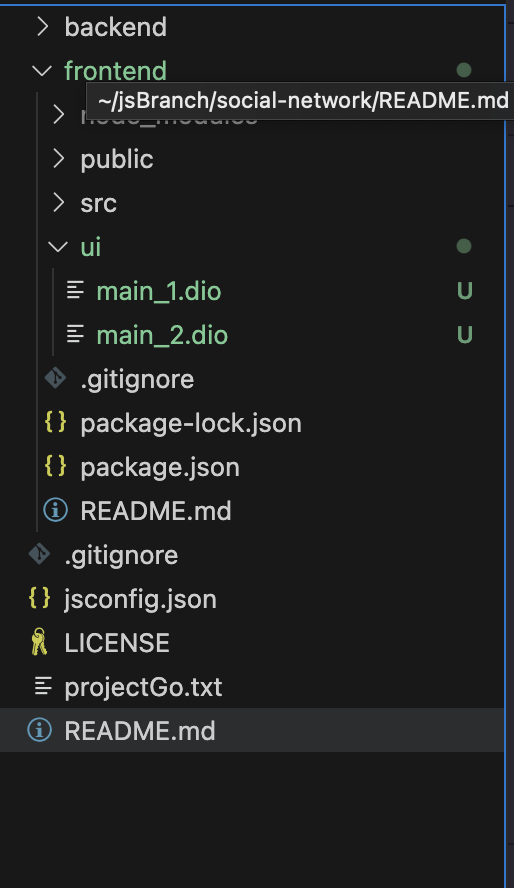 backend
frontend
~/jsBranch/social-network/README.md
node_modules
public
src
ui
main_1.dio U
main_2.dio U
.gitignore
package-lock.json
package.json
README.md
.gitignore
jsconfig.json
LICENSE
projectGo.txt
README.md